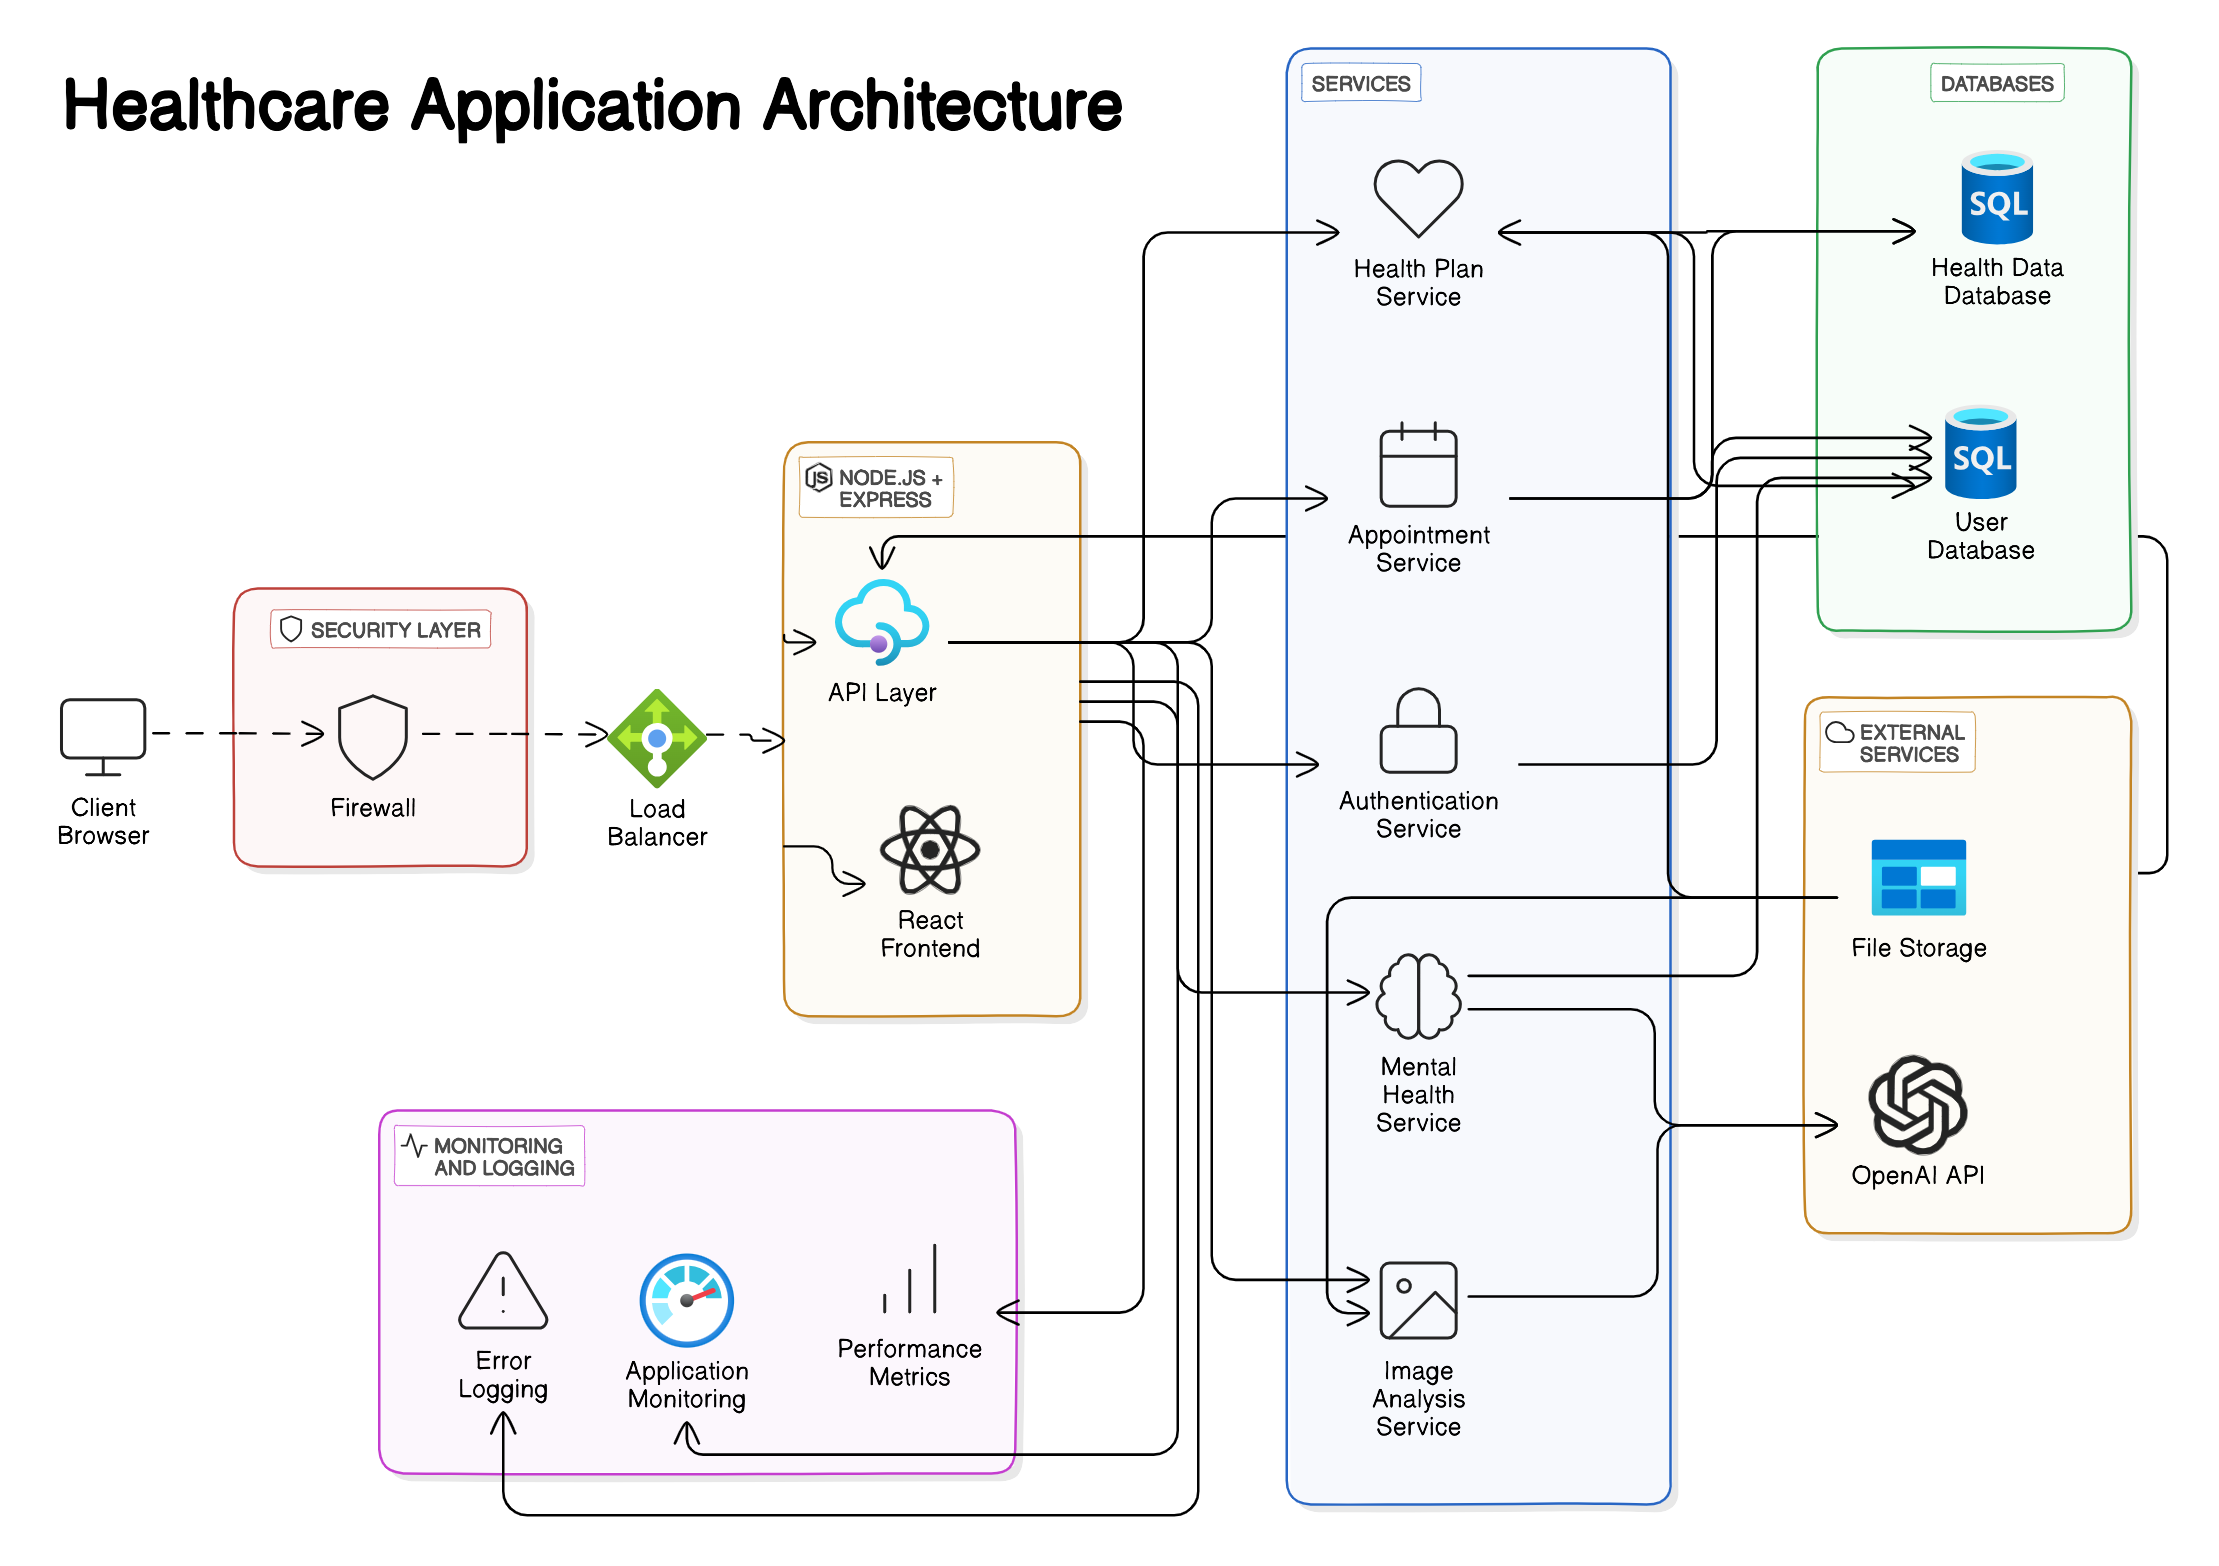 Healthcare Application Architecture
SERVICES
Health Plan
Service
Appointment
Service
Authentication
Service
Mental
Health
Service
Image
Analysis
Service
DATABASES
SQL
Health Data
Database
SQL
User
Database
EXTERNAL
SERVICES
File Storage
OpenAI API
JS NODE.JS +
EXPRESS
API Layer
React
Frontend
SECURITY LAYER
Firewall
Client
Browser
Load
Balancer
MONITORING
AND LOGGING
Error
Logging
Application
Monitoring
Performance
Metrics